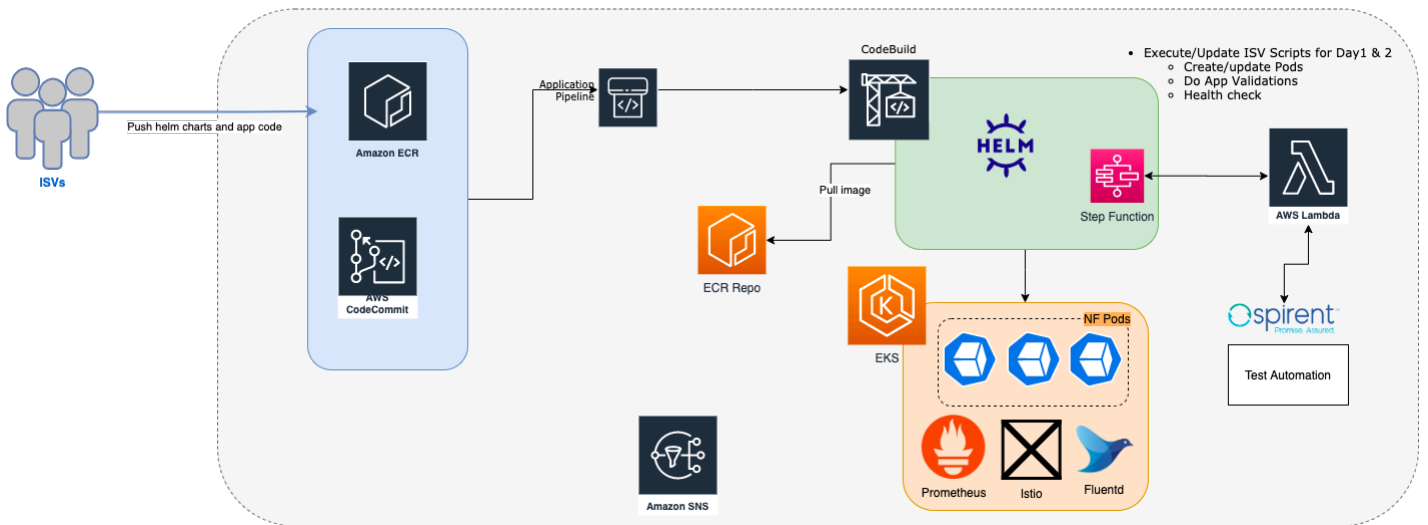 ISVs
Push helm charts and app code
Amazon ECR
AWS
CodeCommit
Application
Pipeline
CodeBuild
Pull image
ECR Repo
HELM
Step Function
• Execute/Update ISV Scripts for Day1 & 2
○ Create/update Pods
○ Do App Validations
○ Health check
AWS Lambda
spirent™
Promise. Assured.
Test Automation
EKS
NF Pods
Prometheus
Istio
Fluentd
Amazon SNS